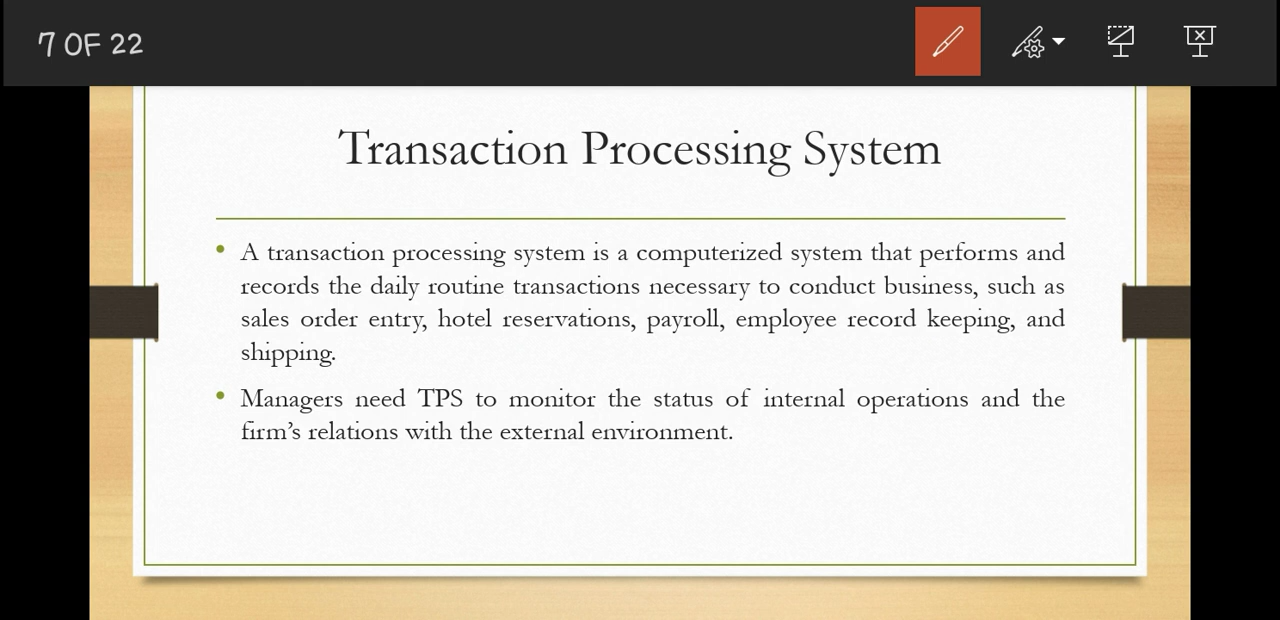 7 OF 22
Transaction Processing System
• A transaction processing system is a computerized system that performs and
records the daily routine transactions necessary to conduct business, such as
sales order entry, hotel reservations, payroll, employee record keeping, and
shipping.
• Managers need TPS to monitor the status of internal operations and the
firm’s relations with the external environment.